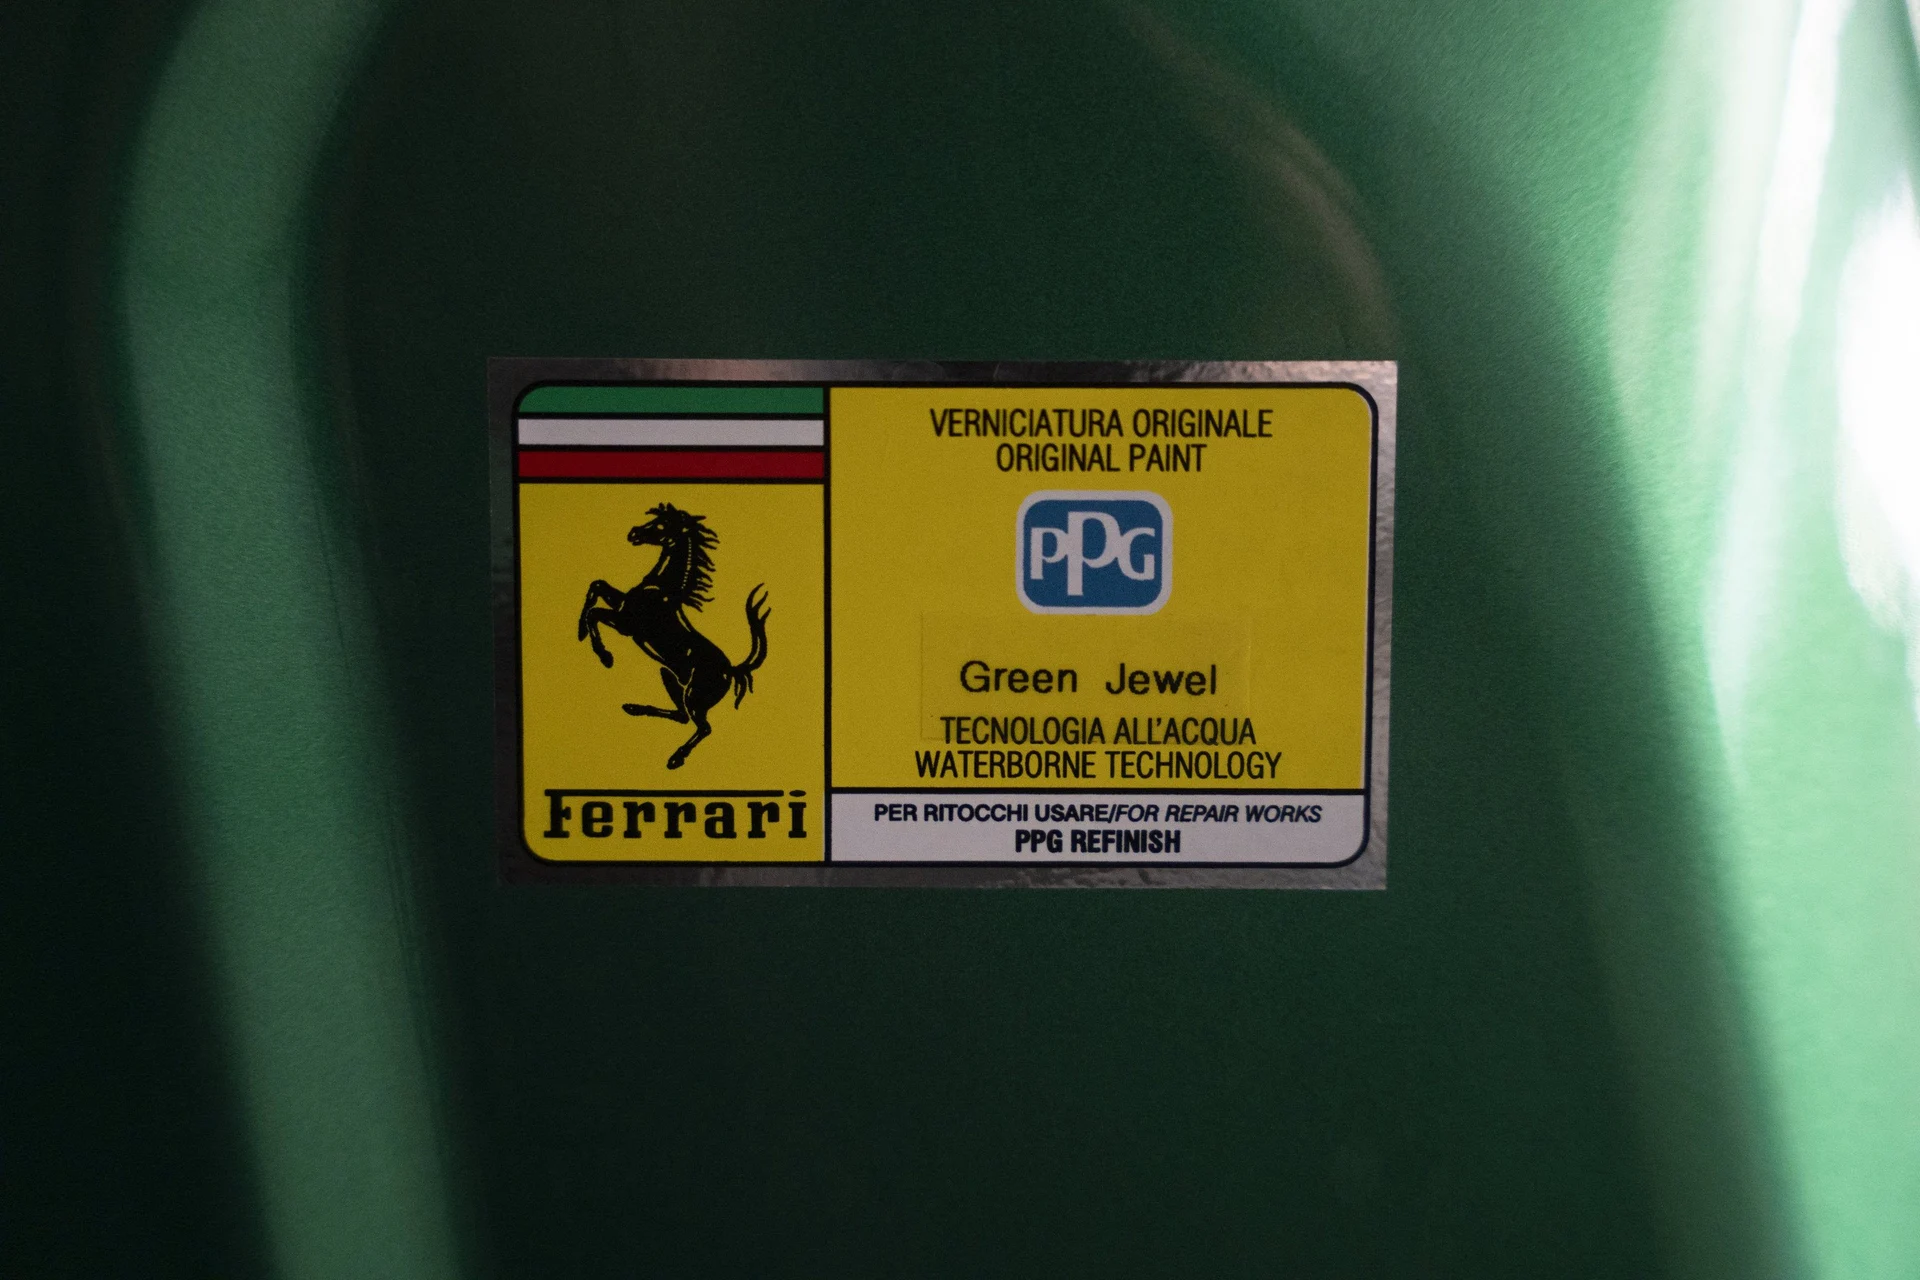 VERNICIATURA ORIGINALE
ORIGINAL PAINT
PPG
Green Jewel
TECNOLOGIA ALL'ACQUA
WATERBORNE TECHNOLOGY
Ferrari
PER RITOCCHI USARE/FOR REPAIR WORKS
PPG REFINISH